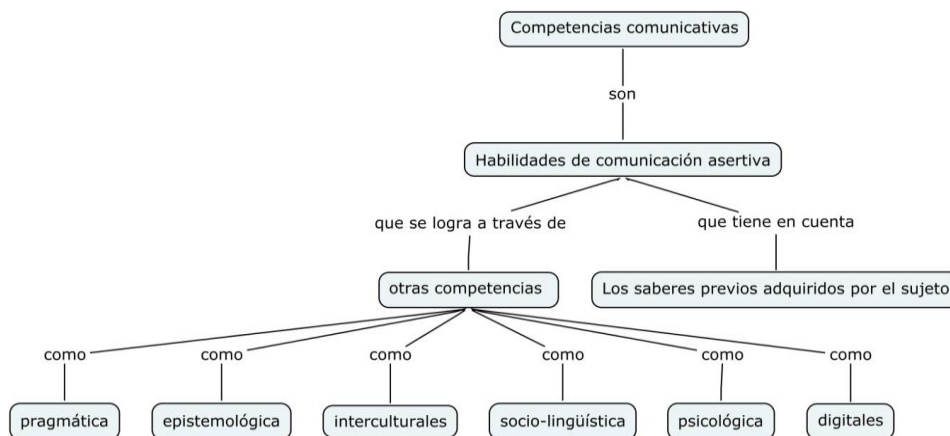 Competencias comunicativas
son
Habilidades de comunicación asertiva
que se logra a través de
que tiene en cuenta
otras competencias
Los saberes previos adquiridos por el sujeto
como
como
como
como
como
como
pragmática
epistemológica
interculturales
socio-lingüística
psicológica
digitales